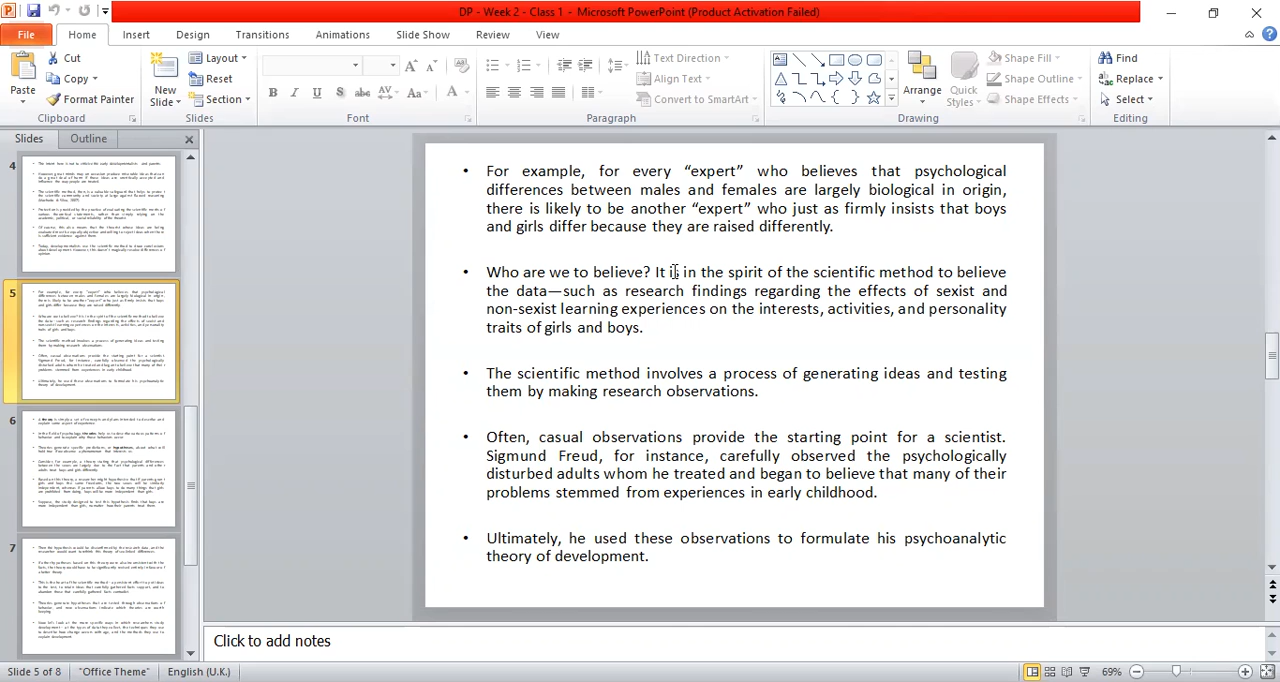 DP - Week 2 - Class 1 - Microsoft PowerPoint (Product Activation Failed)
File Home Insert Design Transitions Animations Slide Show Review View
Paste
Cut
Copy
Format Painter
Clipboard
New Slide
Layout
Reset
Section
Slides
B I U S abc AV Aa A
Font
Paragraph
Text Direction
Align Text
Convert to SmartArt
Arrange
Quick Styles
Drawing
Shape Fill
Shape Outline
Shape Effects
Find
Replace
Select
Editing
Slides Outline
4
5
6
7
• For example, for every “expert” who believes that psychological
differences between males and females are largely biological in origin,
there is likely to be another “expert” who just as firmly insists that boys
and girls differ because they are raised differently.
• Who are we to believe? It is in the spirit of the scientific method to believe
the data—such as research findings regarding the effects of sexist and
nonsexist learning experiences on the interests, activities, and personality
traits of girls and boys.
• The scientific method involves a process of generating ideas and testing
them by making research observations.
• Often, casual observations provide the starting point for a scientist.
Sigmund Freud, for instance, carefully observed the psychologically
disturbed adults whom he treated and began to believe that many of their
problems stemmed from experiences in early childhood.
• Ultimately, he used these observations to formulate his psychoanalytic
theory of development.
Click to add notes
Slide 5 of 8 "Office Theme" English (U.K.) 69%